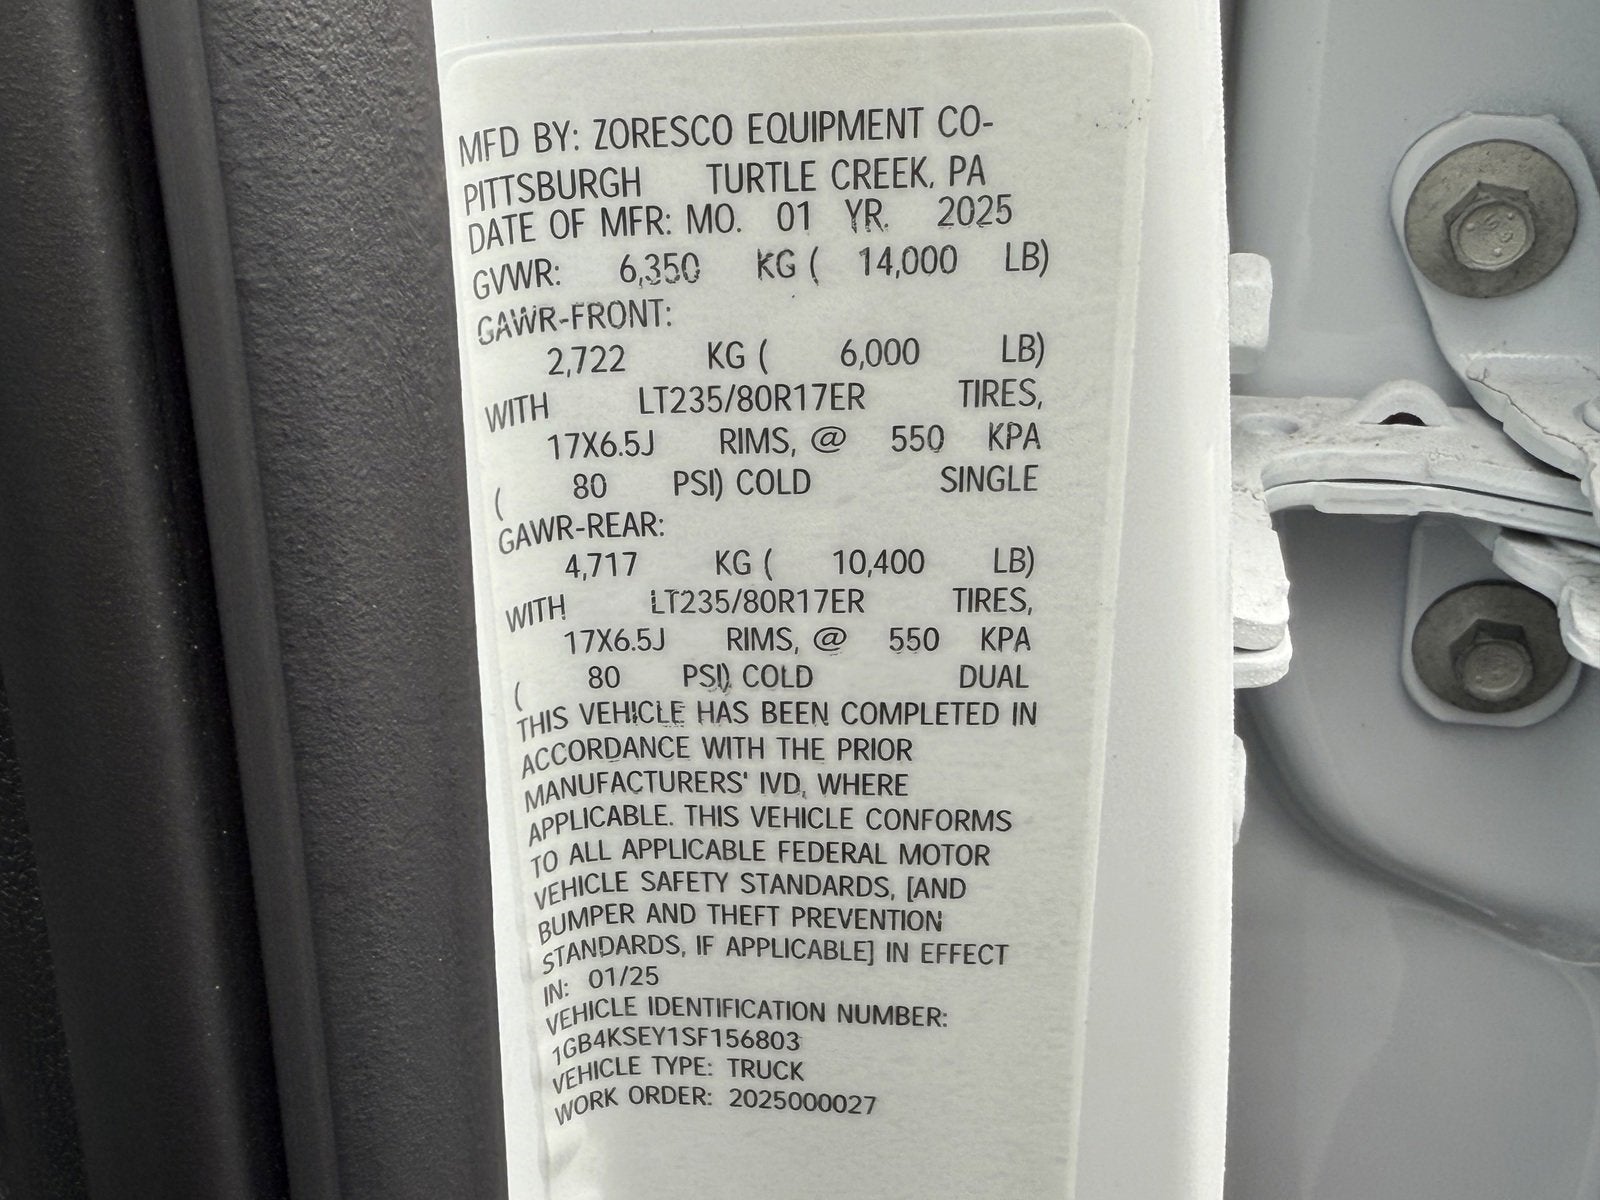 MFD BY: ZORESCO EQUIPMENT CO-
PITTSBURGH TURTLE CREEK, PA
DATE OF MFR: MO. 01 YR. 2025
GVWR: 6,350 KG ( 14,000 LB)
GAWR-FRONT:
2,722 KG ( 6,000 LB)
WITH LT235/80R17ER TIRES,
17X6.5J RIMS, @ 550 KPA
( 80 PSI) COLD SINGLE
GAWR-REAR:
4,717 KG ( 10,400 LB)
WITH LT235/80R17ER TIRES,
17X6.5J RIMS, @ 550 KPA
( 80 PSI) COLD DUAL
THIS VEHICLE HAS BEEN COMPLETED IN
ACCORDANCE WITH THE PRIOR
MANUFACTURERS' IVD, WHERE
APPLICABLE. THIS VEHICLE CONFORMS
TO ALL APPLICABLE FEDERAL MOTOR
VEHICLE SAFETY STANDARDS, [AND
BUMPER AND THEFT PREVENTION
STANDARDS, IF APPLICABLE] IN EFFECT
IN: 01/25
VEHICLE IDENTIFICATION NUMBER:
1GB4KSEY1SF156803
VEHICLE TYPE: TRUCK
WORK ORDER: 2025000027